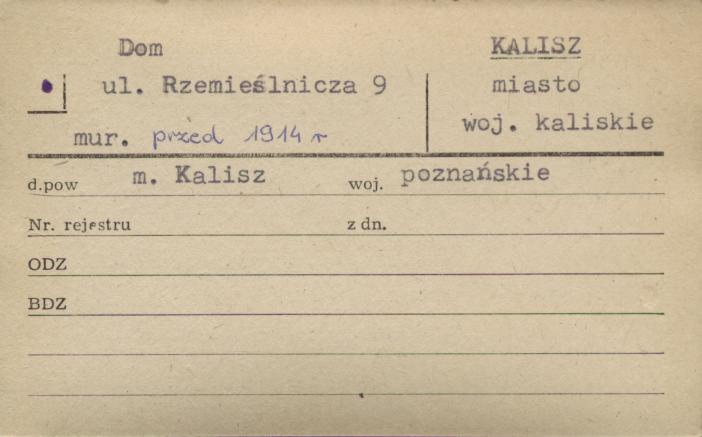 Dom
ul. Rzemieślnicza 9
mur. przed 1914 r
KALISZ
miasto
woj. kaliskie
d.pow m. Kalisz woj. poznańskie
Nr. rejestru z dn.
ODZ
BDZ